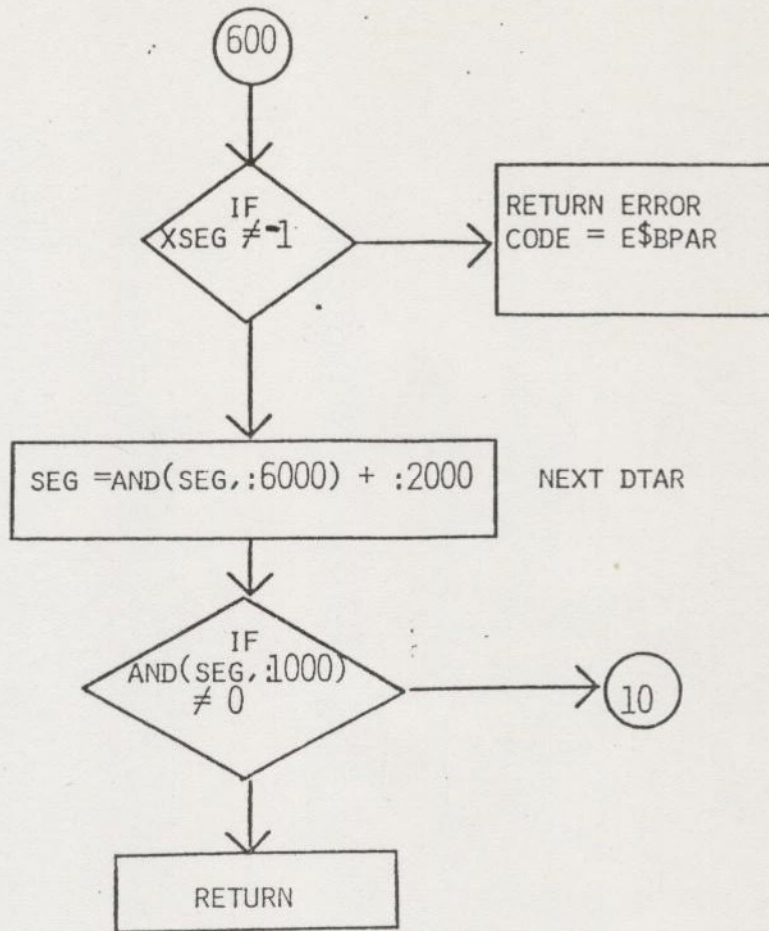 600
IF
XSEG ≠ -1
RETURN ERROR
CODE = E$BPAR
SEG =AND(SEG,:6000) + :2000
NEXT DTAR
IF
AND(SEG,:1000)
≠ 0
10
RETURN